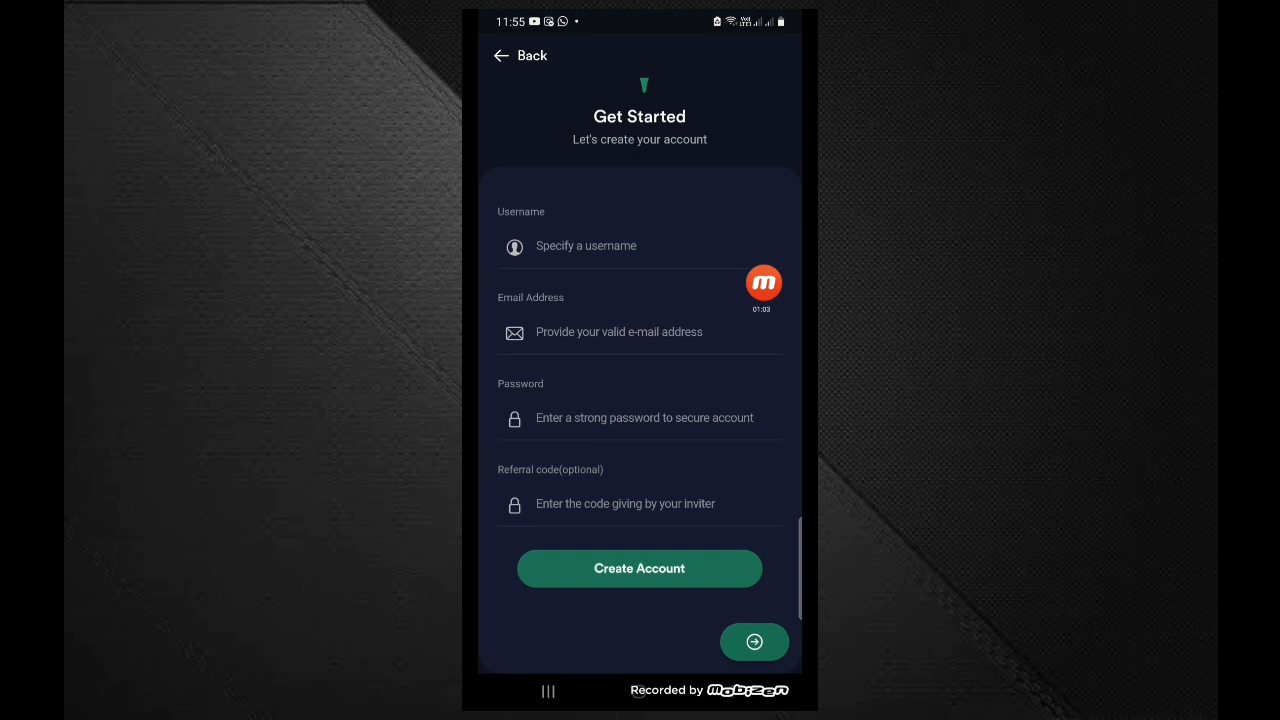 11:55
Back
Get Started
Let's create your account
Username
Specify a username
Email Address
01:03
Provide your valid e-mail address
Password
Enter a strong password to secure account
Referral code(optional)
Enter the code giving by your inviter
Create Account
Recorded by Mobizen